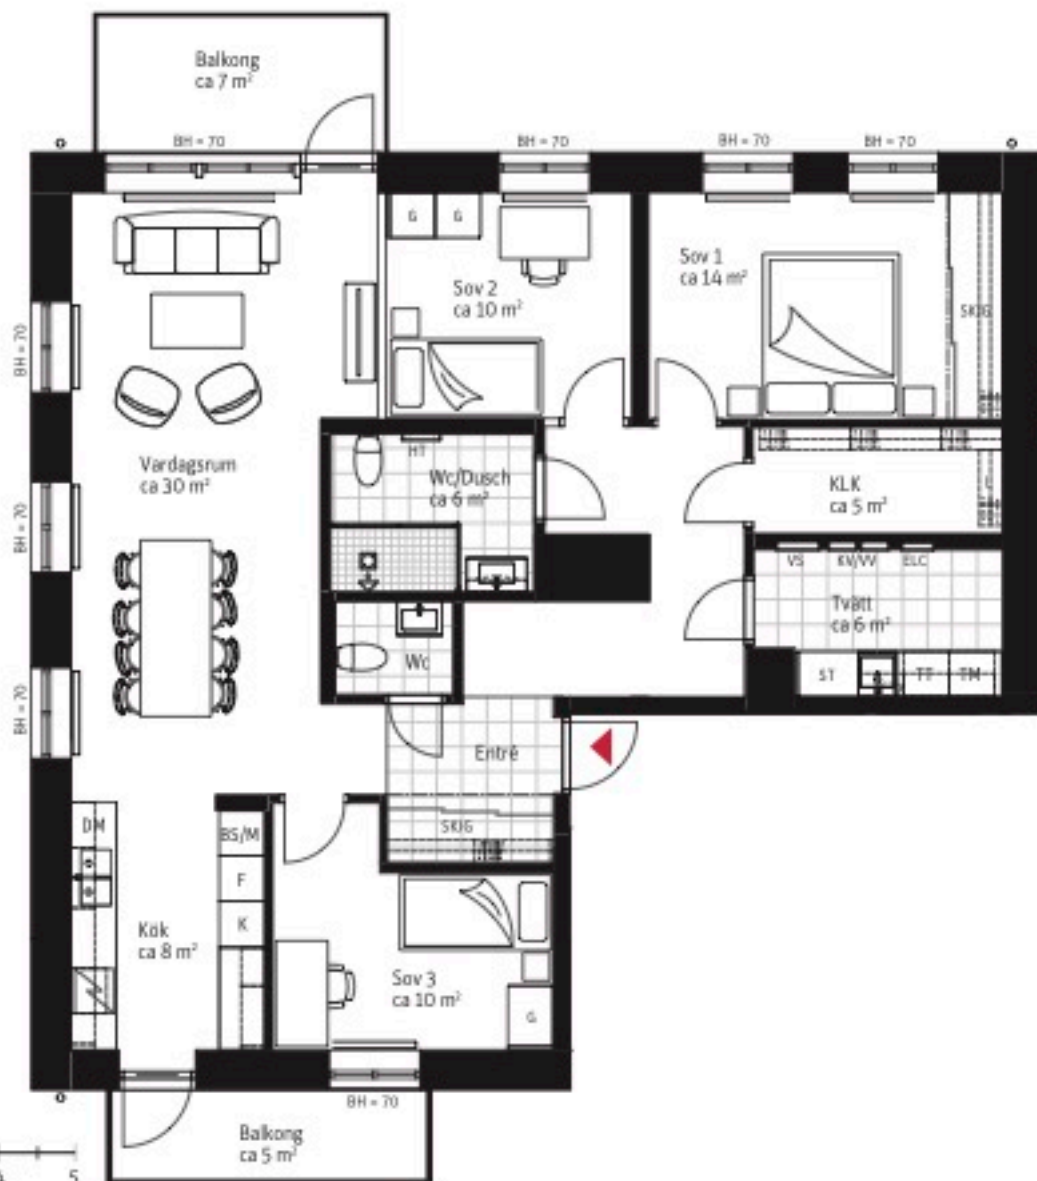 Balkong
ca 7 m²
BH = 70
BH = 70
BH = 70
BH = 70
G G
Sov 2
ca 10 m²
Sov 1
ca 14 m²
SKJG
BH = 70
Vardagsrum
ca 30 m²
HT
Wc/Dusch
ca 6 m²
KLK
ca 5 m²
BH = 70
VS KV/VV ELC
Tvätt
ca 6 m²
Wc
ST TT TM
BH = 70
Entré
SKJG
DM
BS/M
F
K
Kök
ca 8 m²
Sov 3
ca 10 m²
G
BH = 70
Balkong
ca 5 m²
5